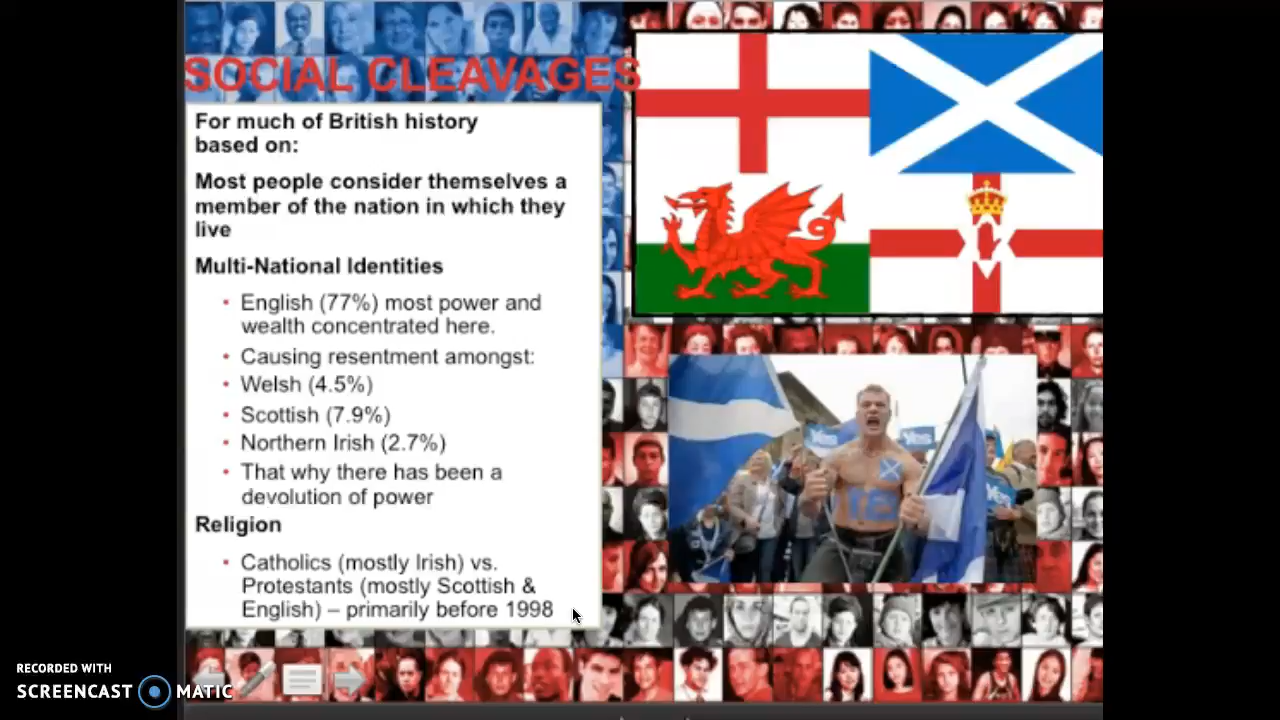 SOCIAL CLEAVAGES
For much of British history
based on:
Most people consider themselves a
member of the nation in which they
live
Multi-National Identities
• English (77%) most power and
wealth concentrated here.
• Causing resentment amongst:
• Welsh (4.5%)
• Scottish (7.9%)
• Northern Irish (2.7%)
• That why there has been a
devolution of power
Religion
• Catholics (mostly Irish) vs.
Protestants (mostly Scottish &
English) – primarily before 1998
Yes
Yes
Yes
RECORDED WITH
SCREENCAST MATIC